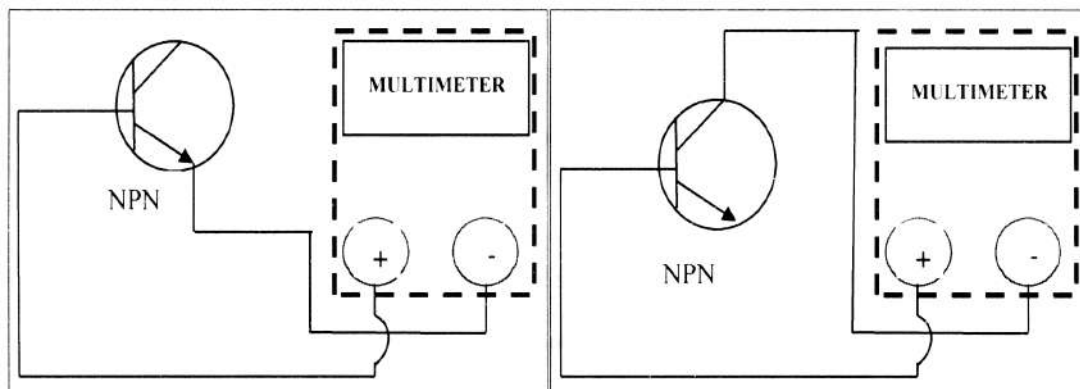 MULTIMETER
NPN
+ -
MULTIMETER
NPN
+ -